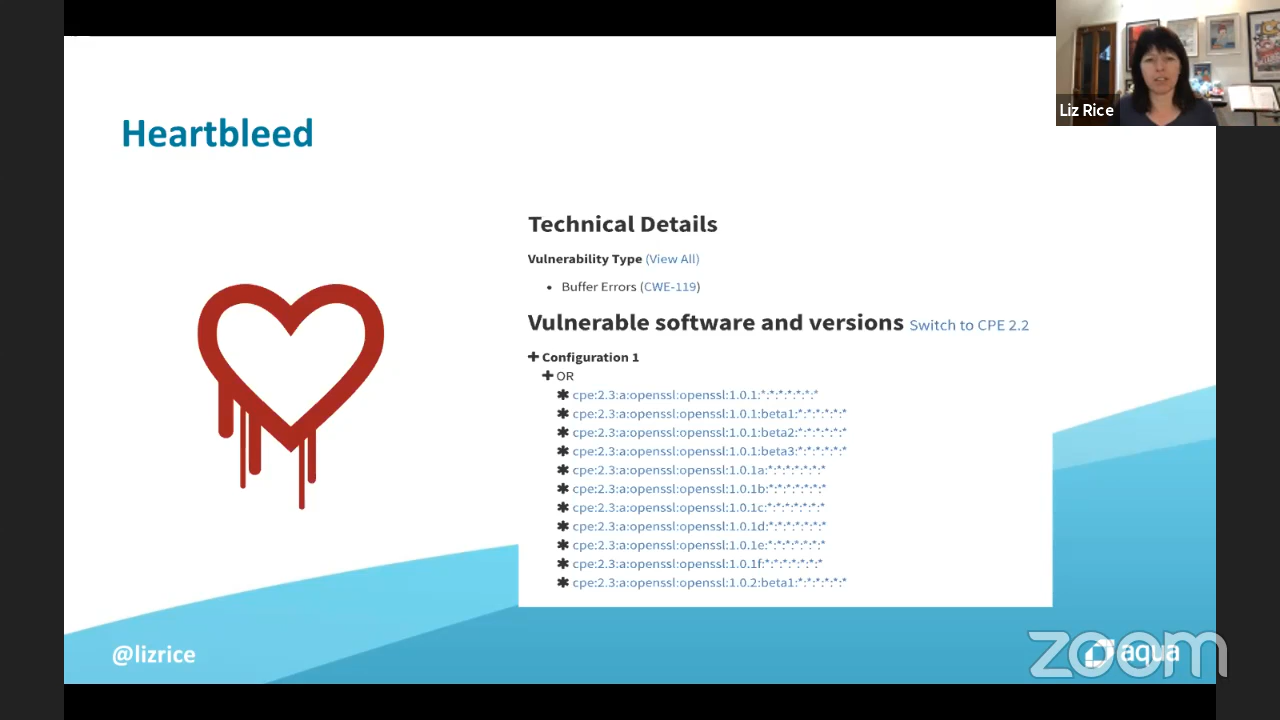 Liz Rice
Heartbleed
Technical Details
Vulnerability Type (View All)
• Buffer Errors (CWE-119)
Vulnerable software and versions Switch to CPE 2.2
Configuration 1
OR
cpe:2.3:a:openssl:openssl:1.0.1:*:*:*:*:*:*:*
cpe:2.3:a:openssl:openssl:1.0.1:beta1:*:*:*:*:*:*
cpe:2.3:a:openssl:openssl:1.0.1:beta2:*:*:*:*:*:*
cpe:2.3:a:openssl:openssl:1.0.1:beta3:*:*:*:*:*:*
cpe:2.3:a:openssl:openssl:1.0.1a:*:*:*:*:*:*:*
cpe:2.3:a:openssl:openssl:1.0.1b:*:*:*:*:*:*:*
cpe:2.3:a:openssl:openssl:1.0.1c:*:*:*:*:*:*:*
cpe:2.3:a:openssl:openssl:1.0.1d:*:*:*:*:*:*:*
cpe:2.3:a:openssl:openssl:1.0.1e:*:*:*:*:*:*:*
cpe:2.3:a:openssl:openssl:1.0.1f:*:*:*:*:*:*:*
cpe:2.3:a:openssl:openssl:1.0.2:beta1:*:*:*:*:*:*
@lizrice
zoom
aqua